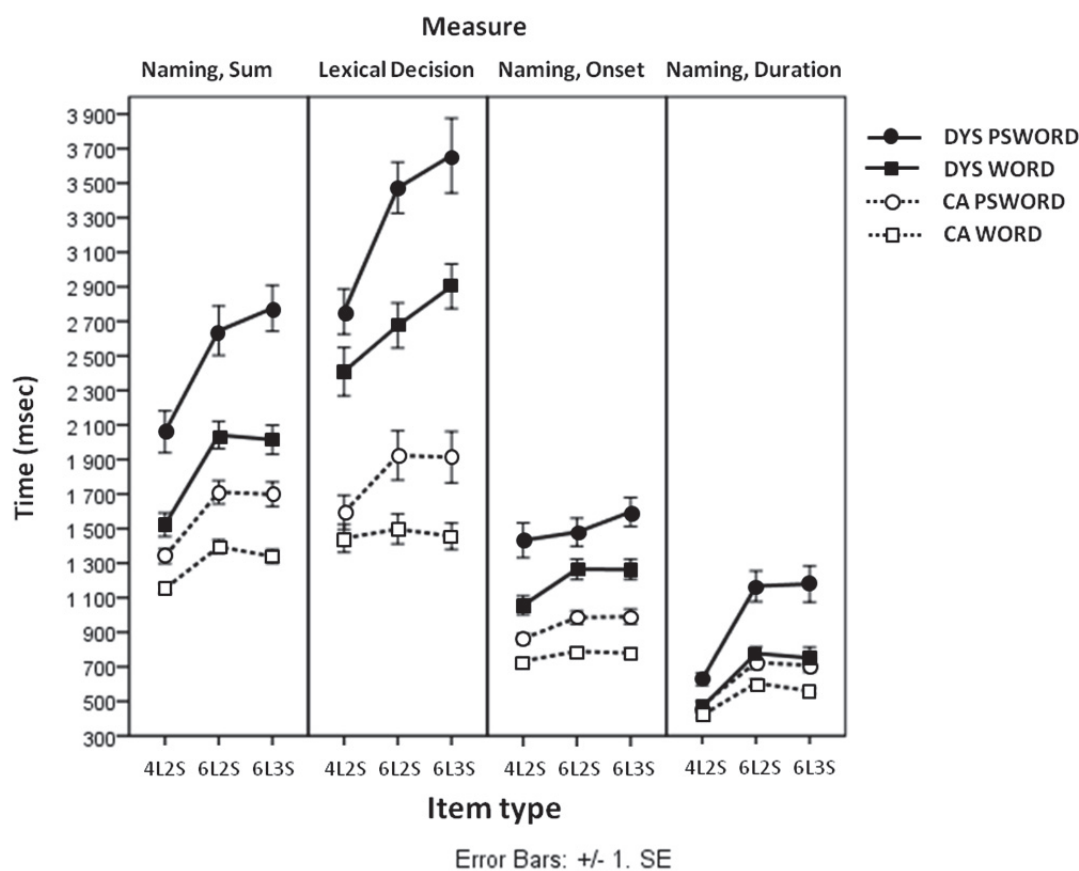 Measure
Naming, Sum Lexical Decision Naming, Onset Naming, Duration
3 900
3 700
3 500
3 300
3 100
2 900
2 700
2 500
2 300
2 100
1 900
1 700
1 500
1 300
1 100
900
700
500
300
Time (msec)
4L2S 6L2S 6L3S 4L2S 6L2S 6L3S 4L2S 6L2S 6L3S 4L2S 6L2S 6L3S
Item type
Error Bars: +/- 1. SE
DYS PSWORD
DYS WORD
CA PSWORD
CA WORD